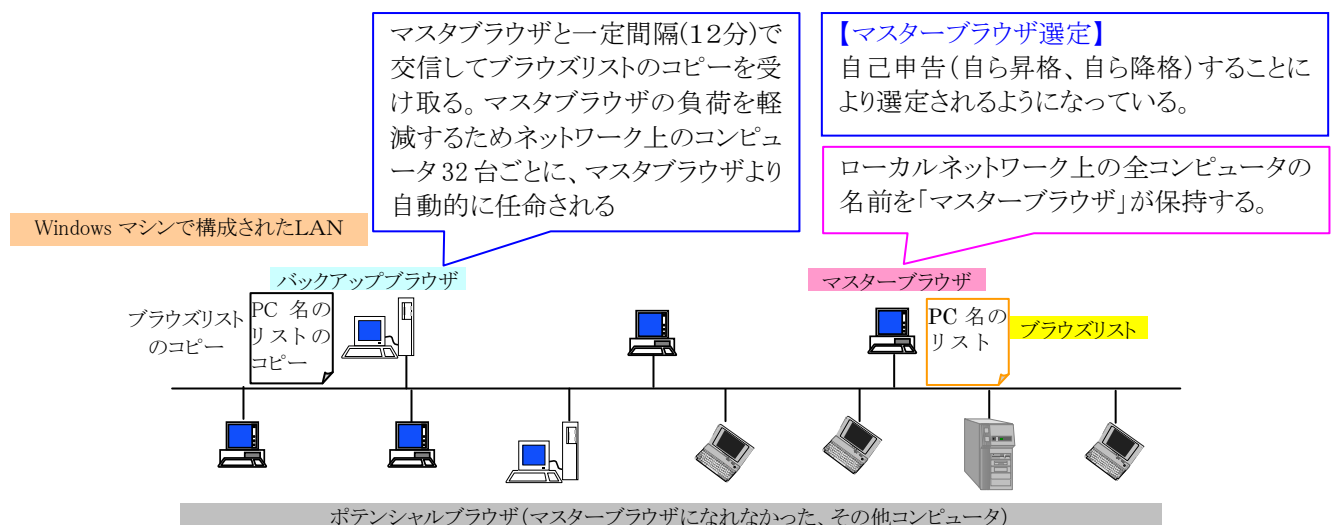 マスタブラウザと一定間隔(１２分)で
交信してブラウズリストのコピーを受
け取る。マスタブラウザの負荷を軽
減するためネットワーク上のコンピュ
ータ 32 台ごとに、マスタブラウザより
自動的に任命される
【マスターブラウザ選定】
自己申告（自ら昇格、自ら降格）することに
より選定されるようになっている。
ローカルネットワーク上の全コンピュータの
名前を「マスターブラウザ」が保持する。
Windows マシンで構成されたLAN
バックアップブラウザ
マスターブラウザ
ブラウズリスト
のコピー
PC 名の
リストの
コピー
PC 名の
リスト
ブラウズリスト
ポテンシャルブラウザ（マスターブラウザになれなかった、その他コンピュータ）